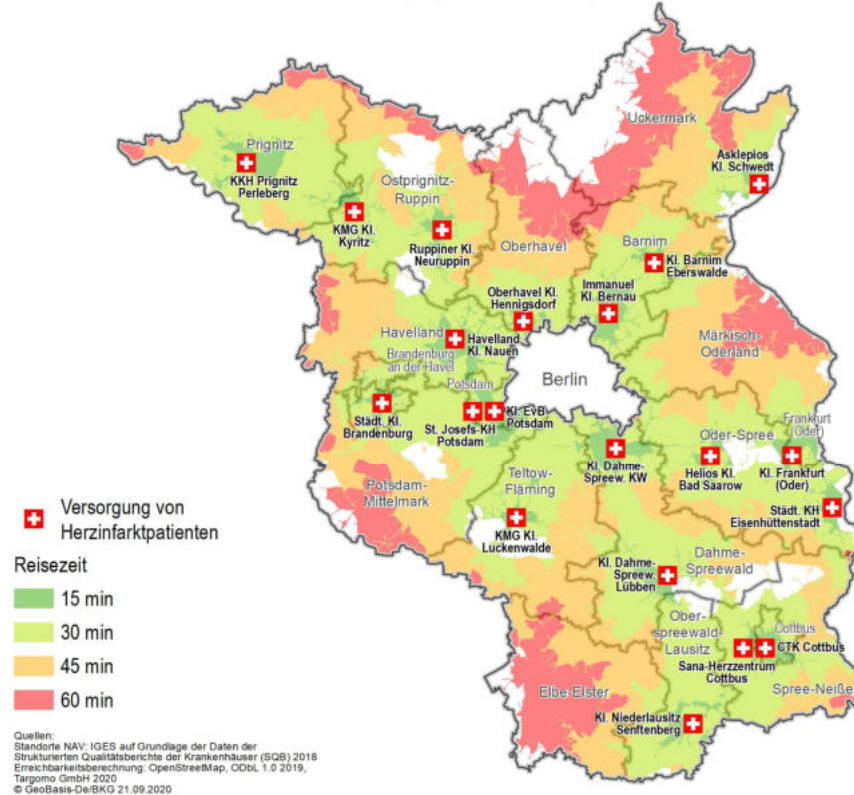 Uckermark
Prignitz
Asklepios
Kl. Schwedt
KKH Prignitz
Perleberg
Ostprignitz-
Ruppin
KMG Kl.
Kyritz
Ruppiner Kl.
Neuruppin
Oberhavel
Barnim
Kl. Barnim
Eberswalde
Oberhavel Kl.
Hennigsdorf
Immanuel
Kl. Bernau
Havelland
Havelland
Kl. Nauen
Brandenburg
an der Havel
Märkisch-
Oderland
Berlin
Potsdam
Städt. Kl.
Brandenburg
St. Josefs-KH
Potsdam
Kl. EvB
Potsdam
Oder-Spree
Frankfurt
(Oder)
Kl. Dahme-
Spreew. KW
Helios Kl.
Bad Saarow
Kl. Frankfurt
(Oder)
Teltow-
Fläming
Potsdam-
Mittelmark
Städt. KH
Eisenhüttenstadt
KMG Kl.
Luckenwalde
Kl. Dahme-
Spreew.
Lübben
Dahme-
Spreewald
Ober-
spreewald-
Lausitz
Cottbus
CTK Cottbus
Sana-Herzzentrum
Cottbus
Elbe-Elster
Spree-Neiße
Kl. Niederlausitz
Senftenberg
Versorgung von
Herzinfarktpatienten
Reisezeit
15 min
30 min
45 min
60 min
Quellen:
Standorte NAV: IGES auf Grundlage der Daten der
Strukturierten Qualitätsberichte der Krankenhäuser (SQB) 2018
Erreichbarkeitsberechnung: OpenStreetMap, ODbL 1.0 2019,
Targomo GmbH 2020
© GeoBasis-De/BKG 21.09.2020